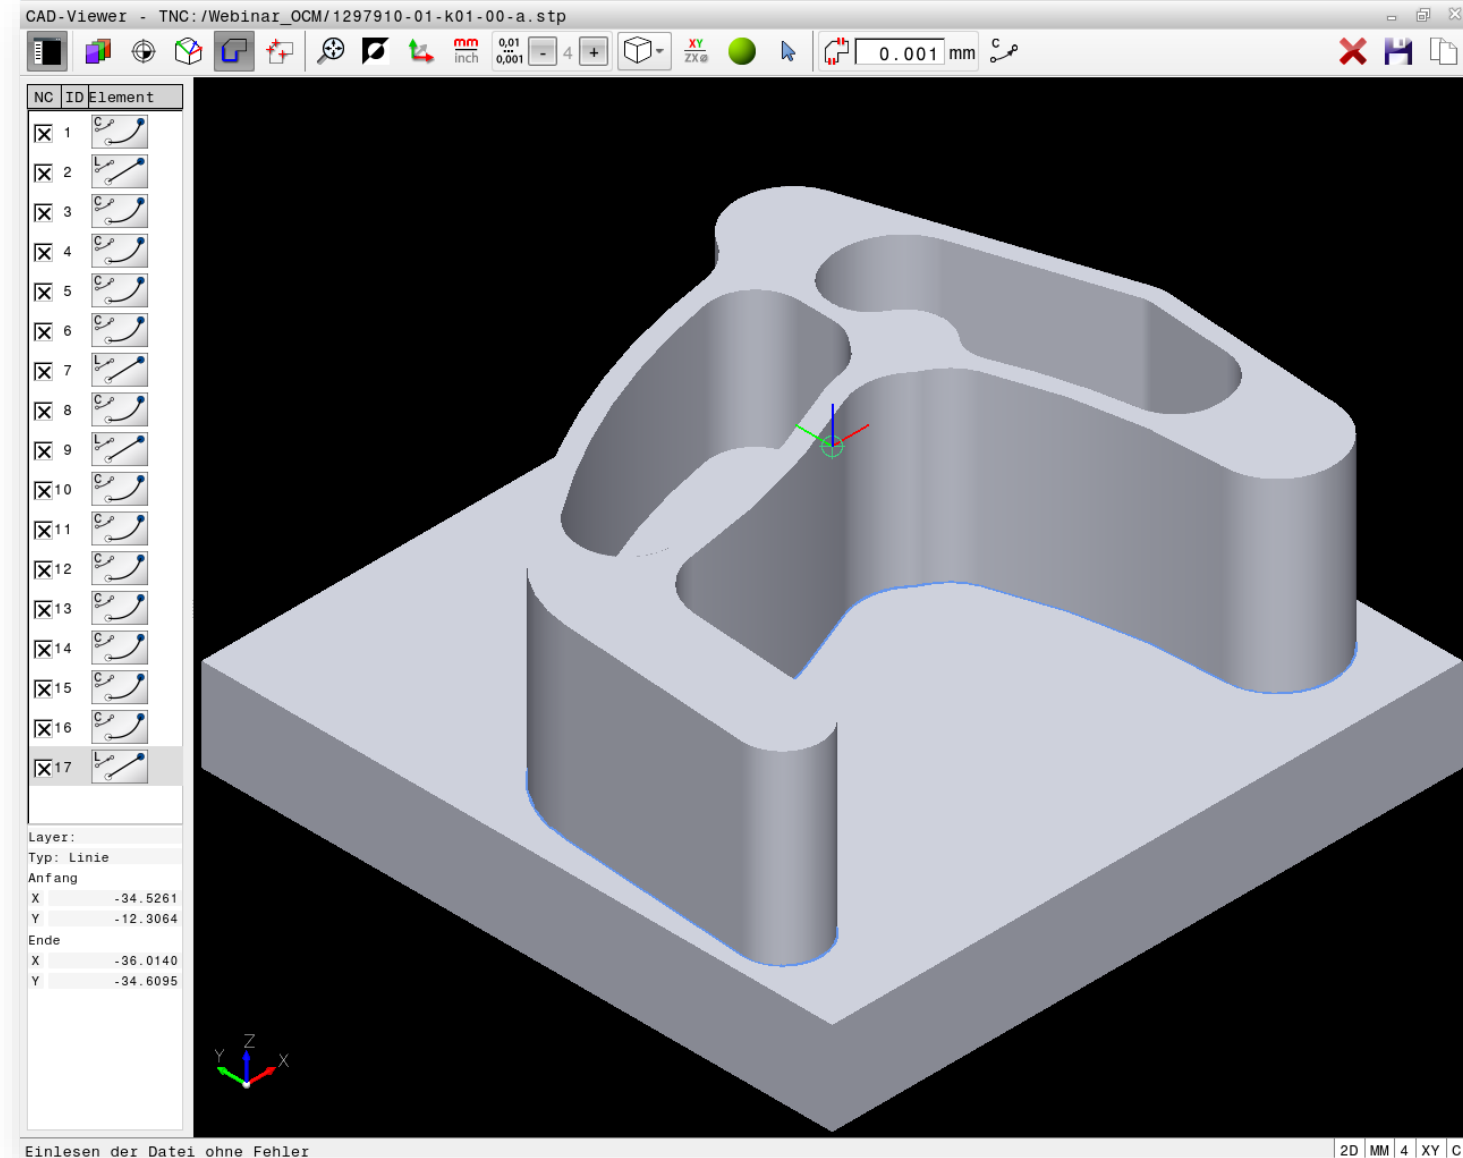 CAD-Viewer - TNC:/Webinar_OCM/1297910-01-k01-00-a.stp
mm
inch
0,01
0,001
- 4 +
XY
ZXø
0.001 mm
C
NC ID Element
1 C
2 L
3 C
4 C
5 C
6 C
7 L
8 C
9 L
10 C
11 C
12 C
13 C
14 C
15 C
16 C
17 L
Layer:
Typ: Linie
Anfang
X -34.5261
Y -12.3064
Ende
X -36.0140
Y -34.6095
Z
Y X
Einlesen der Datei ohne Fehler
2D MM 4 XY C